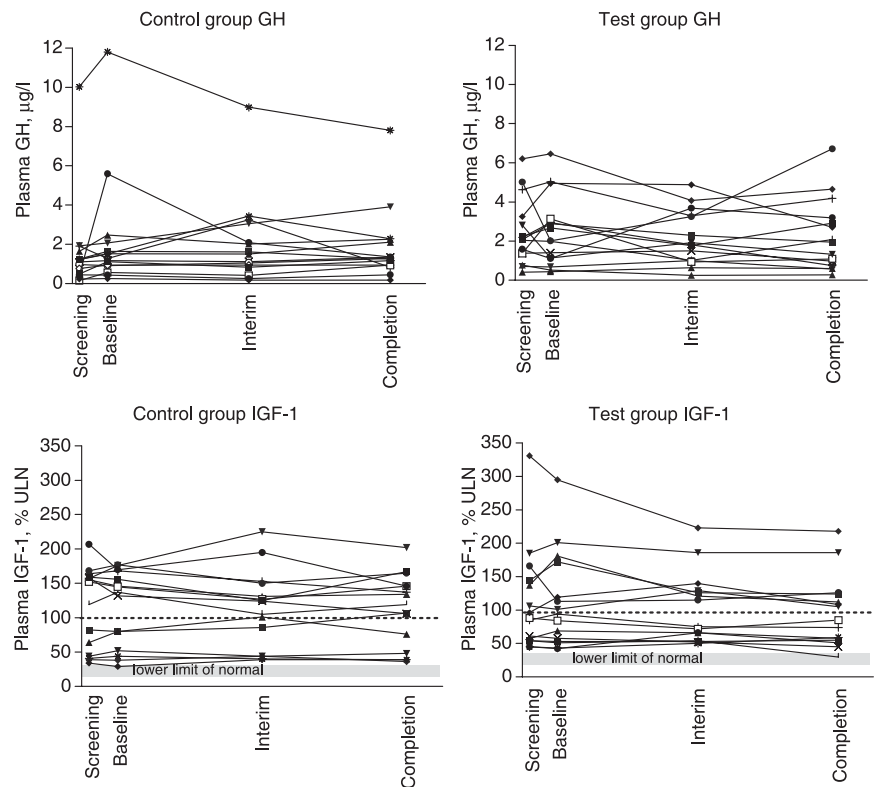 Control group GH
Plasma GH, µg/l
12
10
8
6
4
2
0
Screening
Baseline
Interim
Completion
Test group GH
Plasma GH, µg/l
12
10
8
6
4
2
0
Screening
Baseline
Interim
Completion
Control group IGF-1
Plasma IGF-1, % ULN
350
300
250
200
150
100
50
0
lower limit of normal
Screening
Baseline
Interim
Completion
Test group IGF-1
Plasma IGF-1, % ULN
350
300
250
200
150
100
50
0
lower limit of normal
Screening
Baseline
Interim
Completion